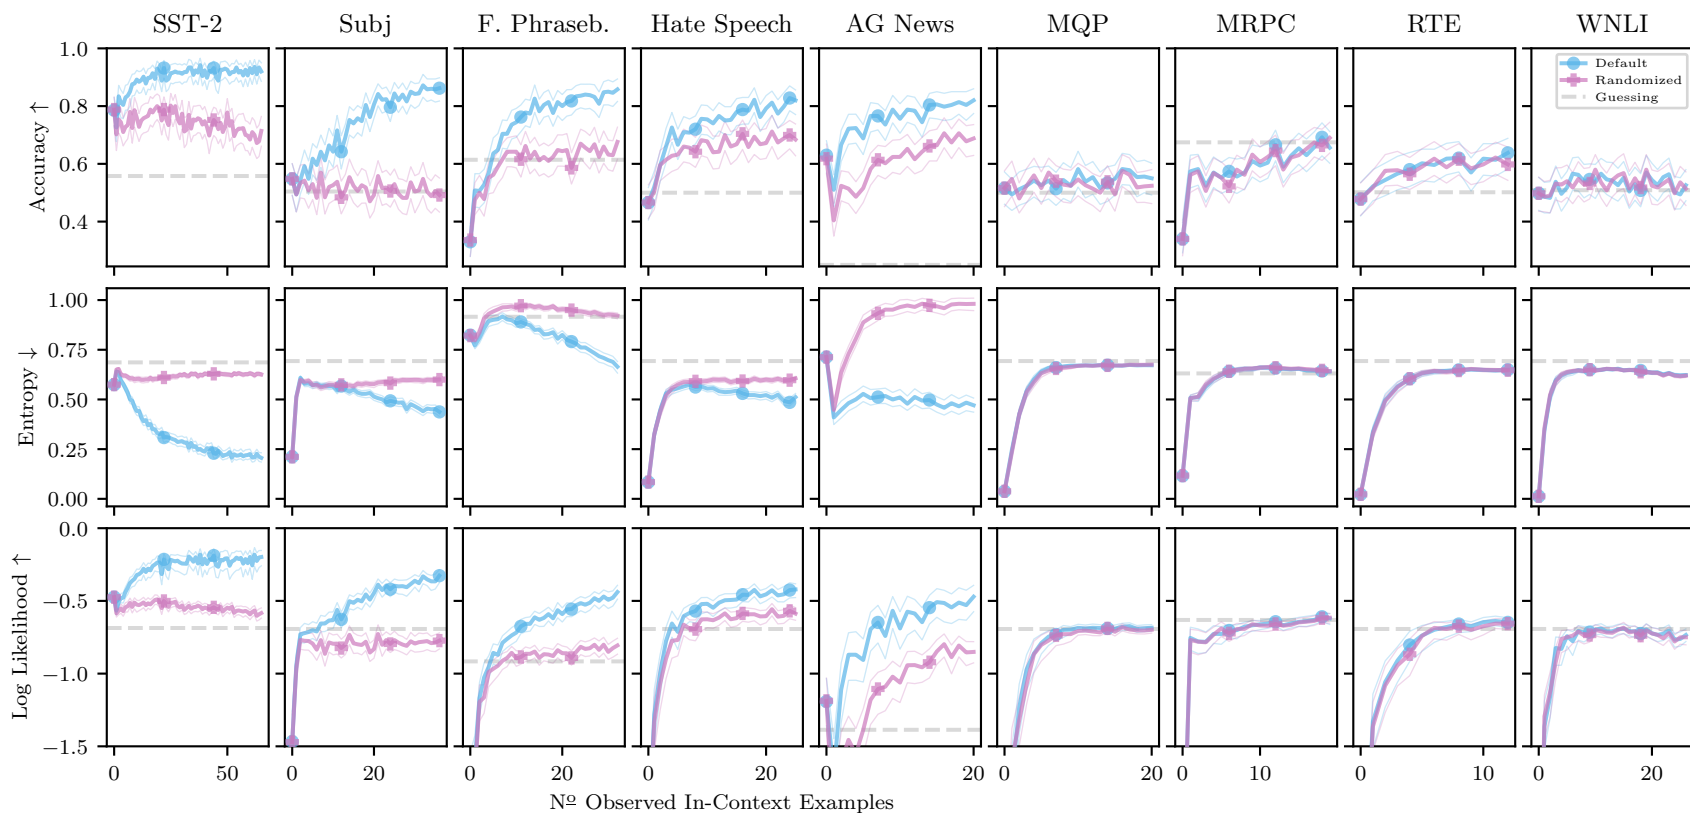 SST-2 Subj F. Phraseb. Hate Speech AG News MQP MRPC RTE WNLI
Accuracy ↑
1.0
0.8
0.6
0.4
Default
Randomized
Guessing
Entropy ↓
1.00
0.75
0.50
0.25
0.00
Log Likelihood ↑
0.0
−0.5
−1.0
−1.5
0 50 0 20 0 20 0 20 0 20 0 20 0 10 0 10 0 20
Nº Observed In-Context Examples